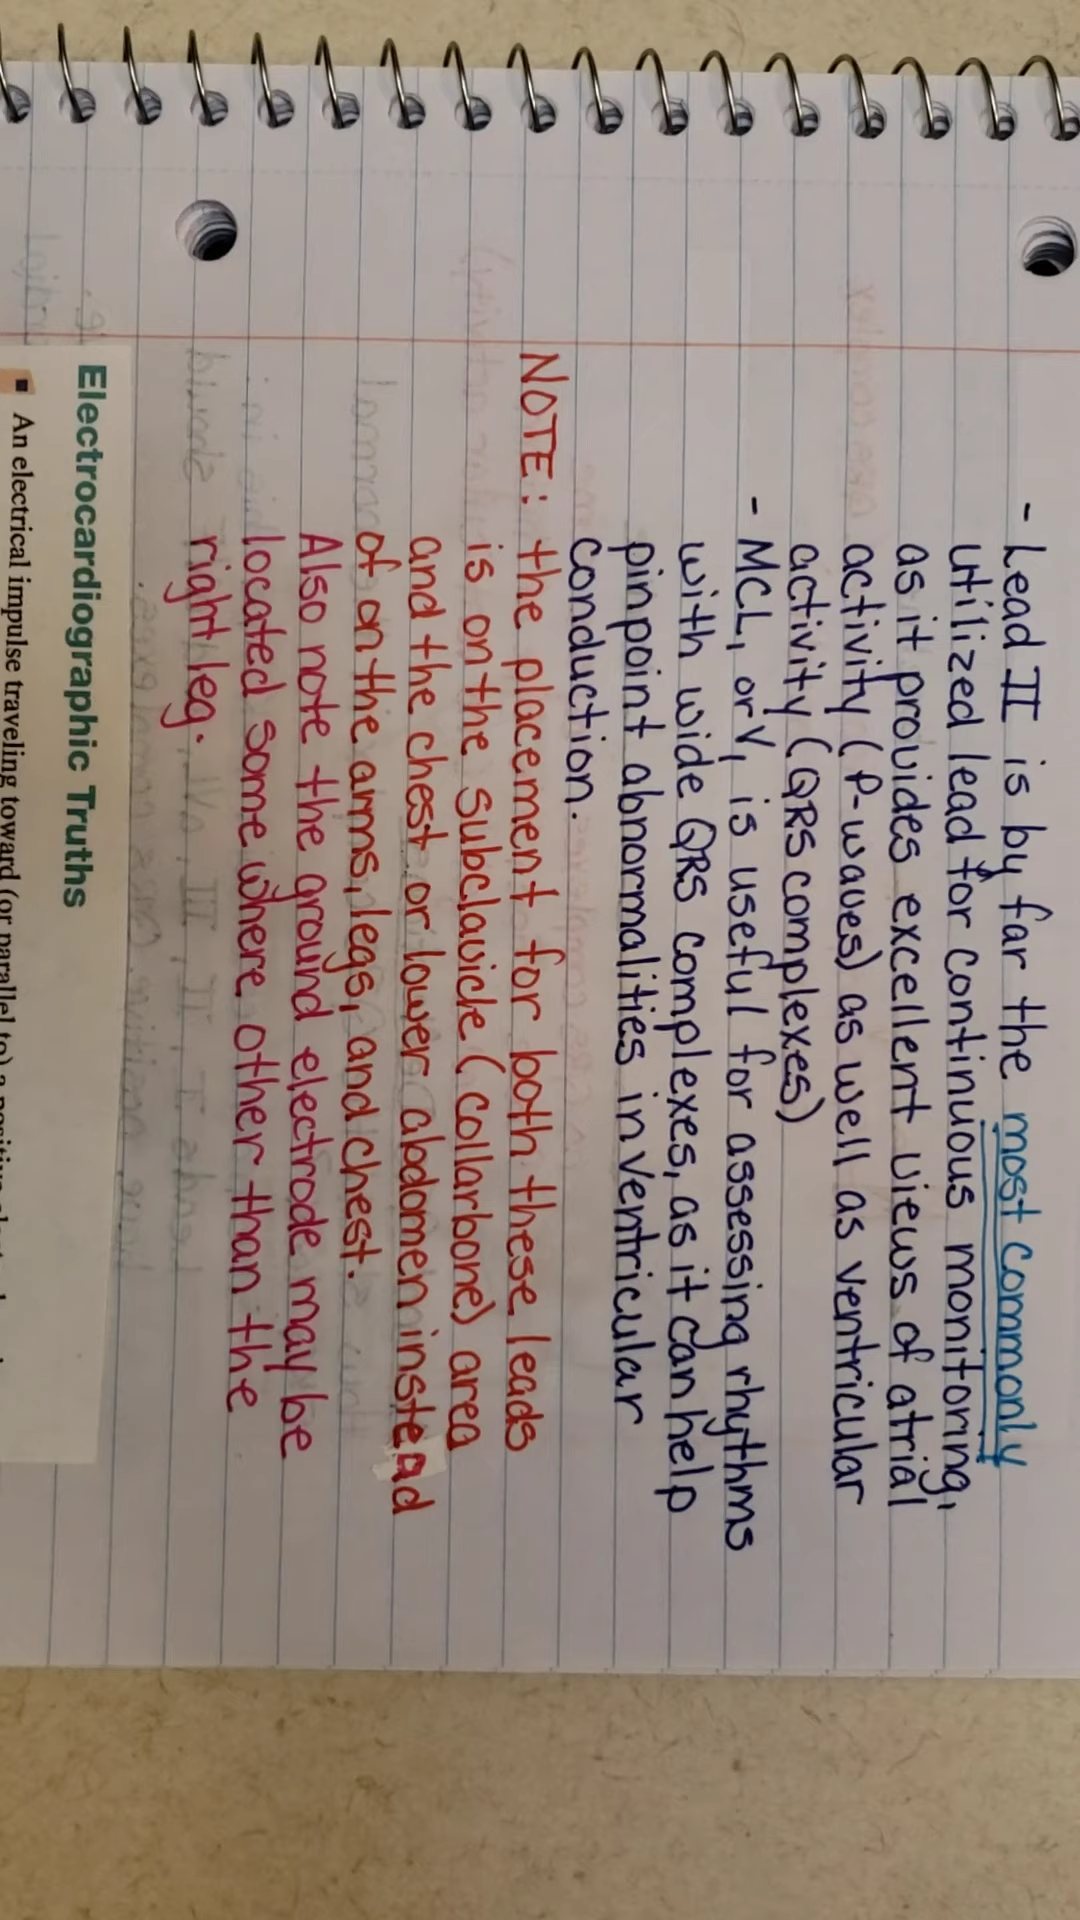 - Lead II is by far the most commonly
utilized lead for continuous monitoring,
as it provides excellent views of atrial
activity (P-waves) as well as ventricular
activity (QRS complexes)
- MCL, or V, is useful for assessing rhythms
with wide QRS complexes, as it can help
pinpoint abnormalities in ventricular
conduction.
NOTE: the placement for both these leads
is on the subclavicle (collarbone) area
and the chest or lower abdomen instead
of on the arms, legs, and chest.
Also note the ground electrode may be
located some where other than the
right leg.
Electrocardiographic Truths
▪ An electrical impulse traveling toward (or parallel to) a positive